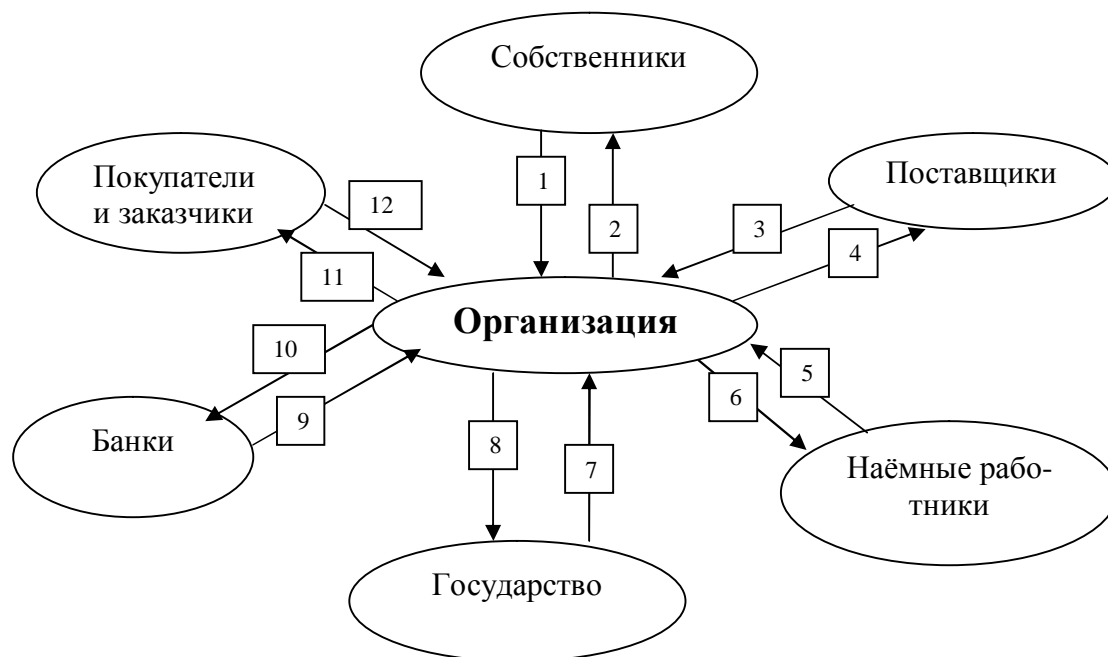 Собственники
Покупатели
и заказчики
Поставщики
12
1
2
3
4
11
Организация
10
9
5
6
Банки
8
7
Наёмные рабо-
тники
Государство